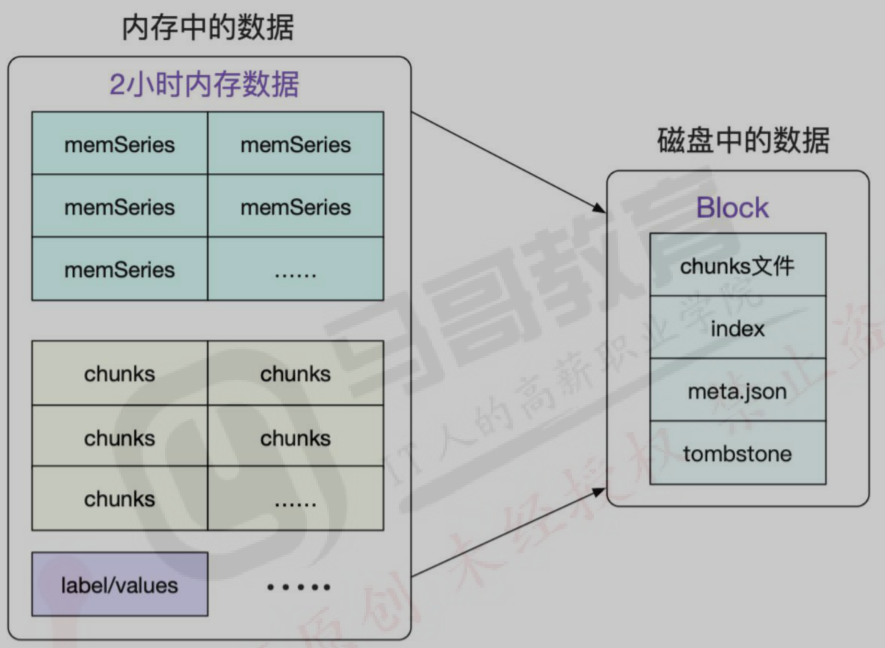 内存中的数据
2小时内存数据
memSeries memSeries
memSeries memSeries
memSeries ……
chunks chunks
chunks chunks
chunks ……
label/values •••••
磁盘中的数据
Block
chunks文件
index
meta.json
tombstone
马哥教育
IT人的高薪职业学院
原创 未经授权 禁止盗